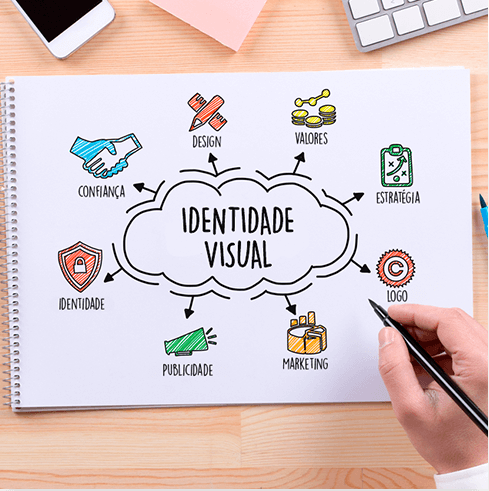 DESIGN
VALORES
CONFIANÇA
ESTRATÉGIA
IDENTIDADE
VISUAL
IDENTIDADE
LOGO
PUBLICIDADE
MARKETING